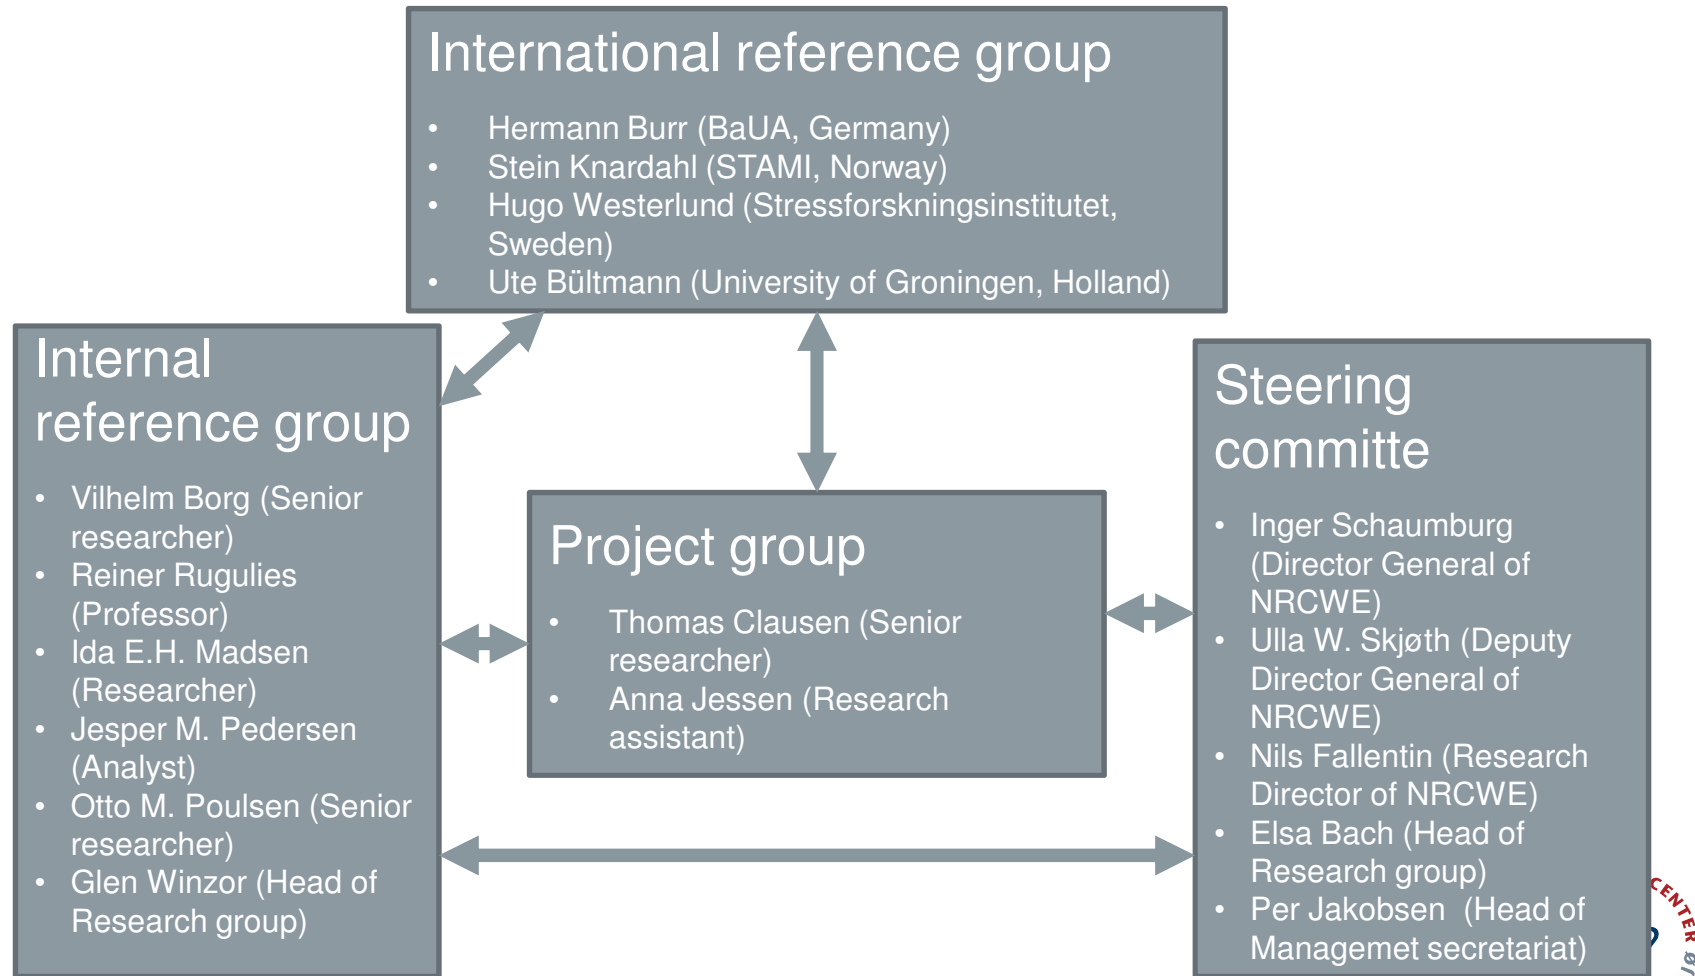 International reference group
• Hermann Burr (BaUA, Germany)
• Stein Knardahl (STAMI, Norway)
• Hugo Westerlund (Stressforskningsinstitutet,
Sweden)
• Ute Bültmann (University of Groningen, Holland)
Internal
reference group
• Vilhelm Borg (Senior
researcher)
• Reiner Rugulies
(Professor)
• Ida E.H. Madsen
(Researcher)
• Jesper M. Pedersen
(Analyst)
• Otto M. Poulsen (Senior
researcher)
• Glen Winzor (Head of
Research group)
Project group
• Thomas Clausen (Senior
researcher)
• Anna Jessen (Research
assistant)
Steering
committe
• Inger Schaumburg
(Director General of
NRCWE)
• Ulla W. Skjøth (Deputy
Director General of
NRCWE)
• Nils Fallentin (Research
Director of NRCWE)
• Elsa Bach (Head of
Research group)
• Per Jakobsen (Head of
Managemet secretariat)
CENTER